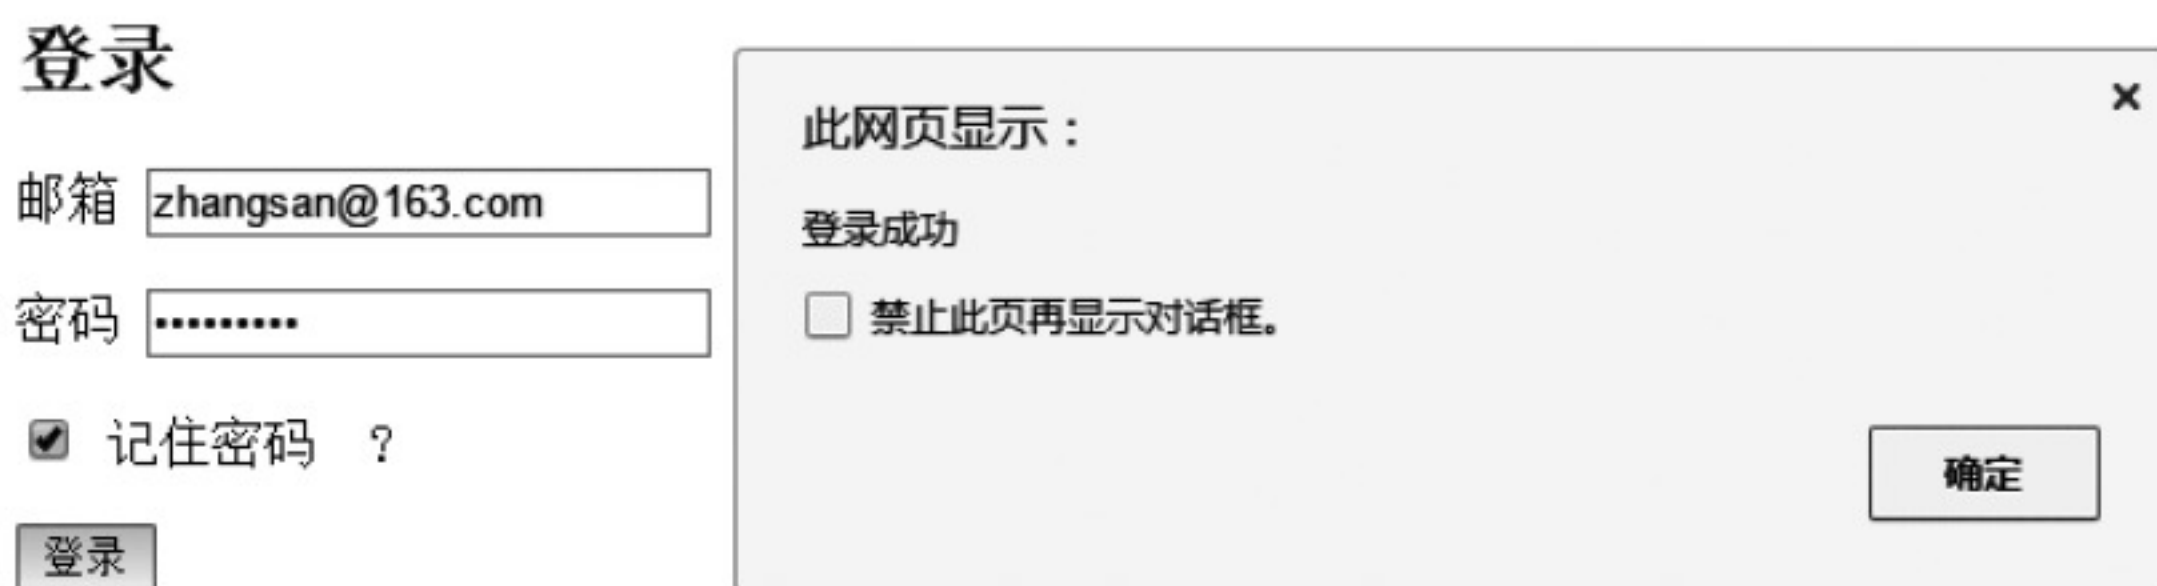 登录
邮箱 zhangsan@163.com
密码 •••••••••
记住密码 ?
登录
此网页显示：
×
登录成功
禁止此页再显示对话框。
确定